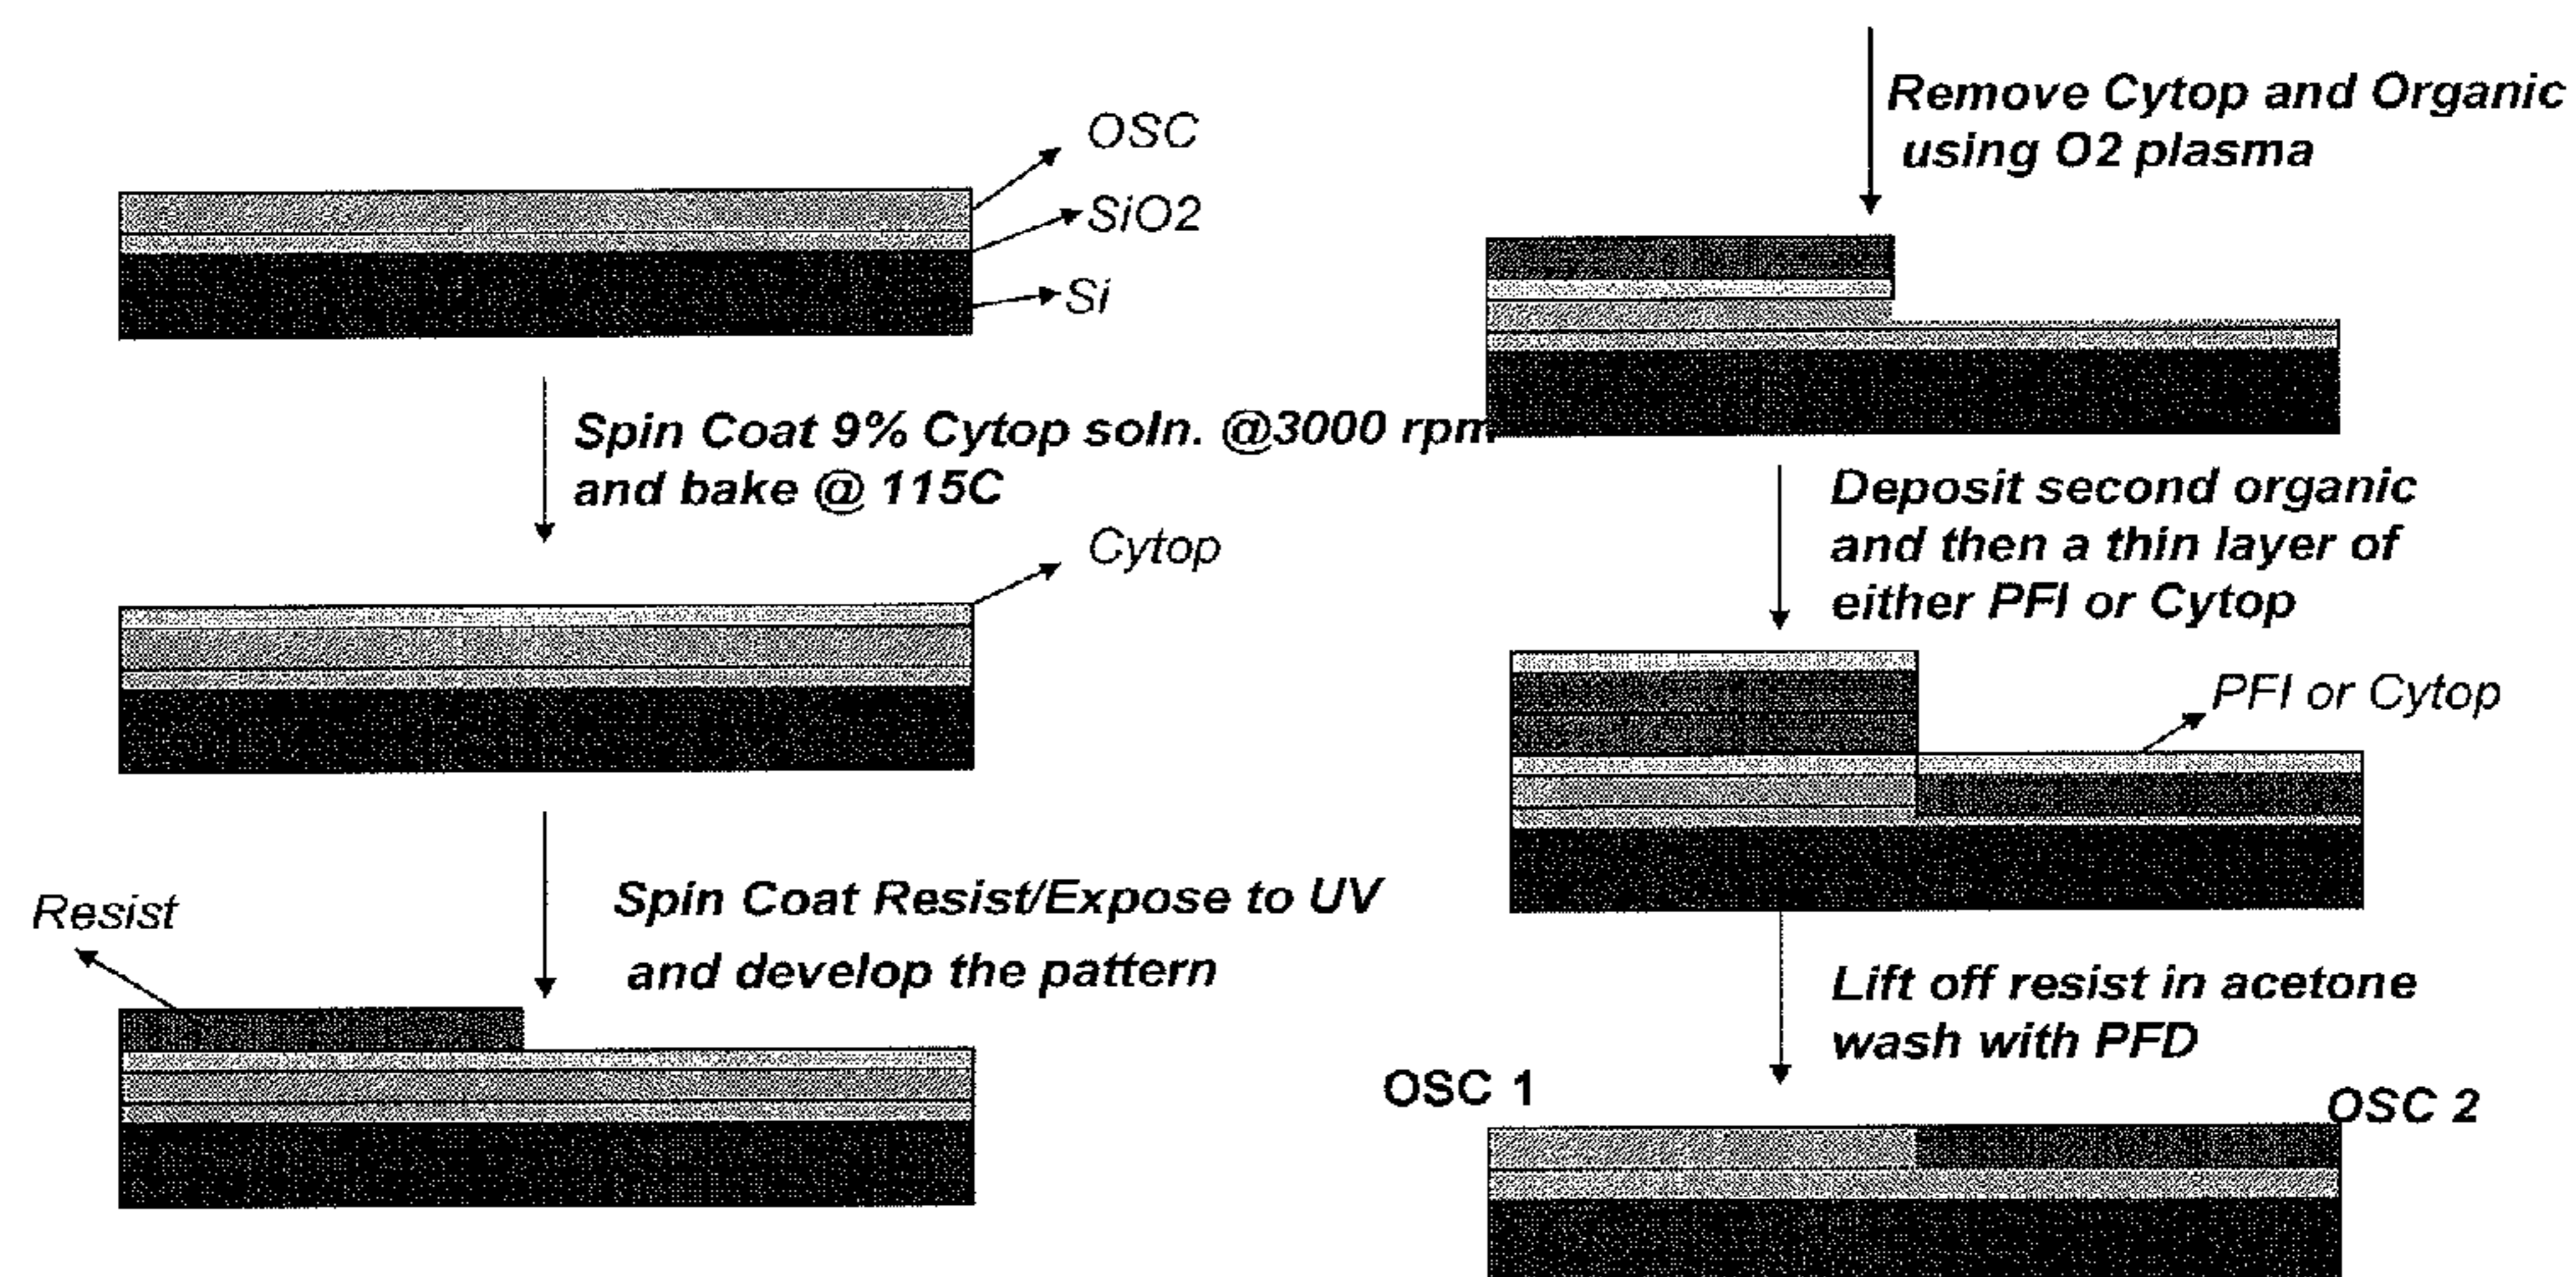 OSC
SiO2
Si
Spin Coat 9% Cytop soln. @3000 rpm
and bake @ 115C
Cytop
Spin Coat Resist/Expose to UV
and develop the pattern
Resist
Remove Cytop and Organic
using O2 plasma
Deposit second organic
and then a thin layer of
either PFI or Cytop
PFI or Cytop
Lift off resist in acetone
wash with PFD
OSC 1
OSC 2